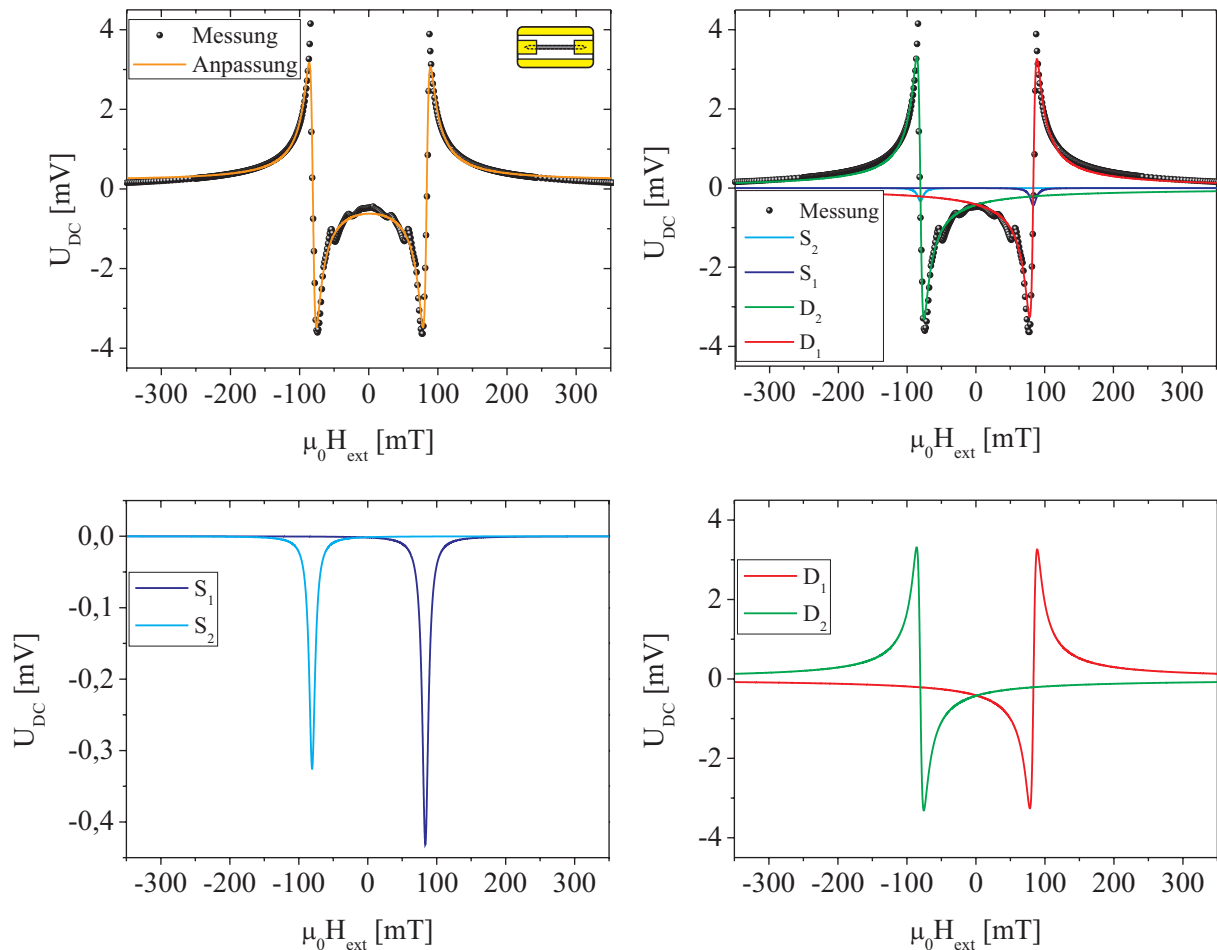 Messung
Anpassung
4
2
0
-2
-4
U_DC [mV]
-300 -200 -100 0 100 200 300
μ₀H_ext [mT]
4
2
0
-2
-4
U_DC [mV]
Messung
S₂
S₁
D₂
D₁
-300 -200 -100 0 100 200 300
μ₀H_ext [mT]
0,0
-0,1
-0,2
-0,3
-0,4
U_DC [mV]
S₁
S₂
-300 -200 -100 0 100 200 300
μ₀H_ext [mT]
4
2
0
-2
-4
U_DC [mV]
D₁
D₂
-300 -200 -100 0 100 200 300
μ₀H_ext [mT]